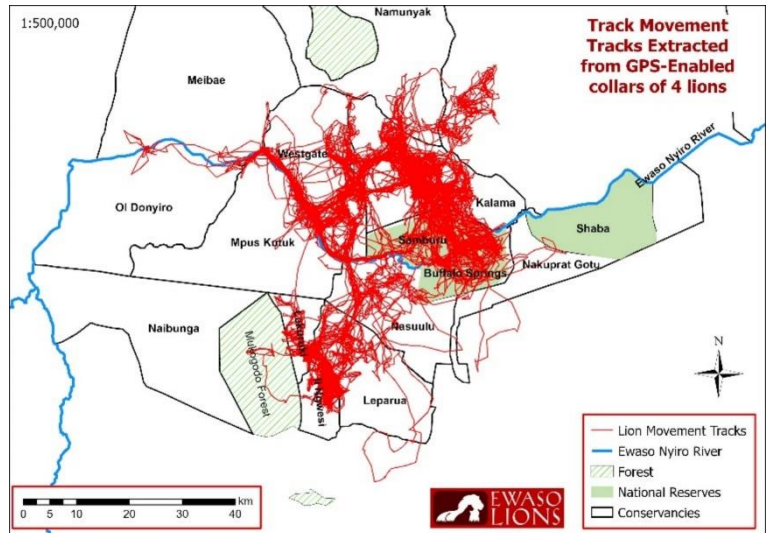 1:500,000
Namunyak
Track Movement
Tracks Extracted
from GPS-Enabled
collars of 4 lions
Meibae
Westgate
Ewaso Nyiro River
Kalama
Ol Donyiro
Shaba
Mpus Kutuk
Samburu
Buffalo Springs
Nakuprat Gotu
Nasuulu
Naibunga
Mukogodo Forest
Il Ngwesi
Leparua
N
Lion Movement Tracks
Ewaso Nyiro River
Forest
National Reserves
Conservancies
km
0 5 10 20 30 40
EWASO
LIONS